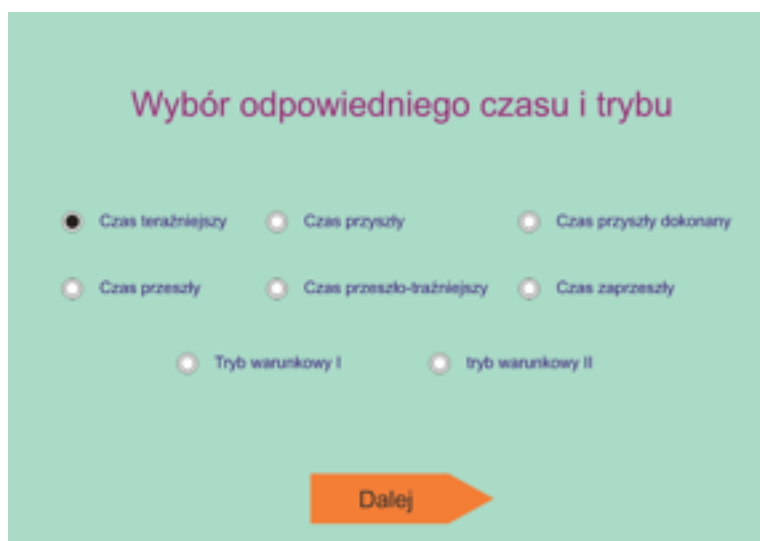 Wybór odpowiedniego czasu i trybu
Czas teraźniejszy Czas przyszły Czas przyszły dokonany
Czas przeszły Czas przeszło-traźniejszy Czas zaprzeszły
Tryb warunkowy I tryb warunkowy II
Dalej